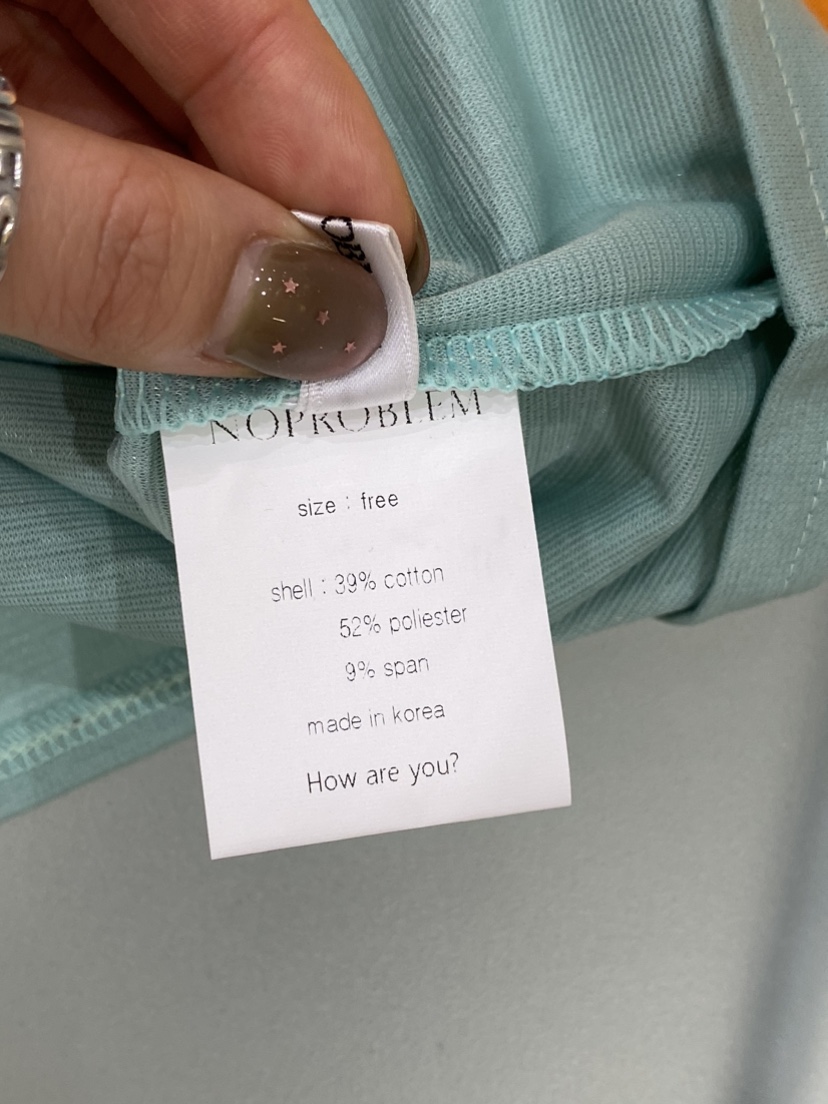 NOPROBLEM
size : free
shell : 39% cotton
52% poliester
9% span
made in korea
How are you?